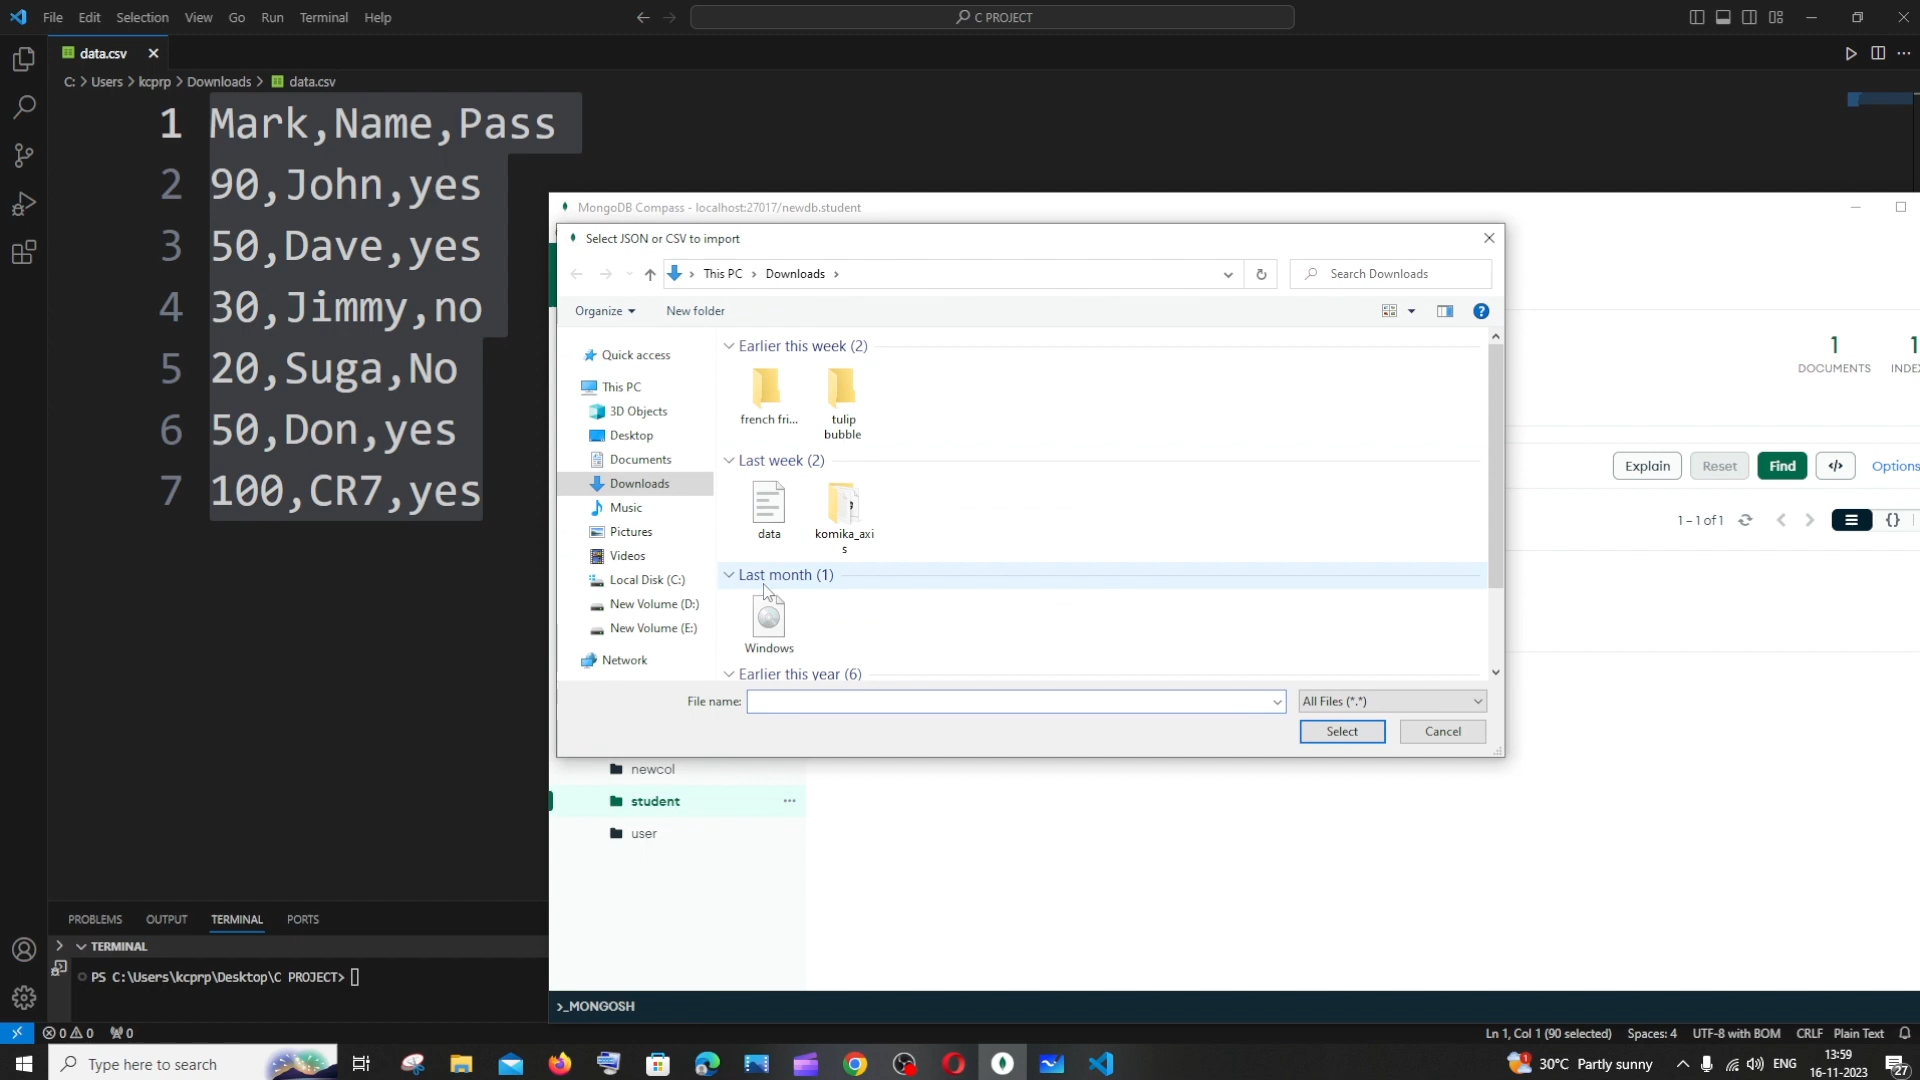 File Edit Selection View Go Run Terminal Help
C PROJECT
data.csv
C: > Users > kcprp > Downloads > data.csv
1 Mark,Name,Pass
2 90,John,yes
3 50,Dave,yes
4 30,Jimmy,no
5 20,Suga,No
6 50,Don,yes
7 100,CR7,yes
MongoDB Compass - localhost:27017/newdb.student
Select JSON or CSV to import
This PC > Downloads >
Search Downloads
Organize New folder
Quick access
This PC
3D Objects
Desktop
Documents
Downloads
Music
Pictures
Videos
Local Disk (C:)
New Volume (D:)
New Volume (E:)
Network
Earlier this week (2)
french fri...
tulip
bubble
Last week (2)
data
komika_axi
s
Last month (1)
Windows
Earlier this year (6)
File name:
All Files (*.*)
Select Cancel
1
DOCUMENTS
1
INDEX
Explain Reset Find </> Options
1 – 1 of 1
{}
newcol
student
user
>_MONGOSH
PROBLEMS OUTPUT TERMINAL PORTS
TERMINAL
PS C:\Users\kcprp\Desktop\C PROJECT>
0 0 0
Ln 1, Col 1 (90 selected) Spaces: 4 UTF-8 with BOM CRLF Plain Text
Type here to search
30°C Partly sunny
ENG
13:59
16-11-2023
27